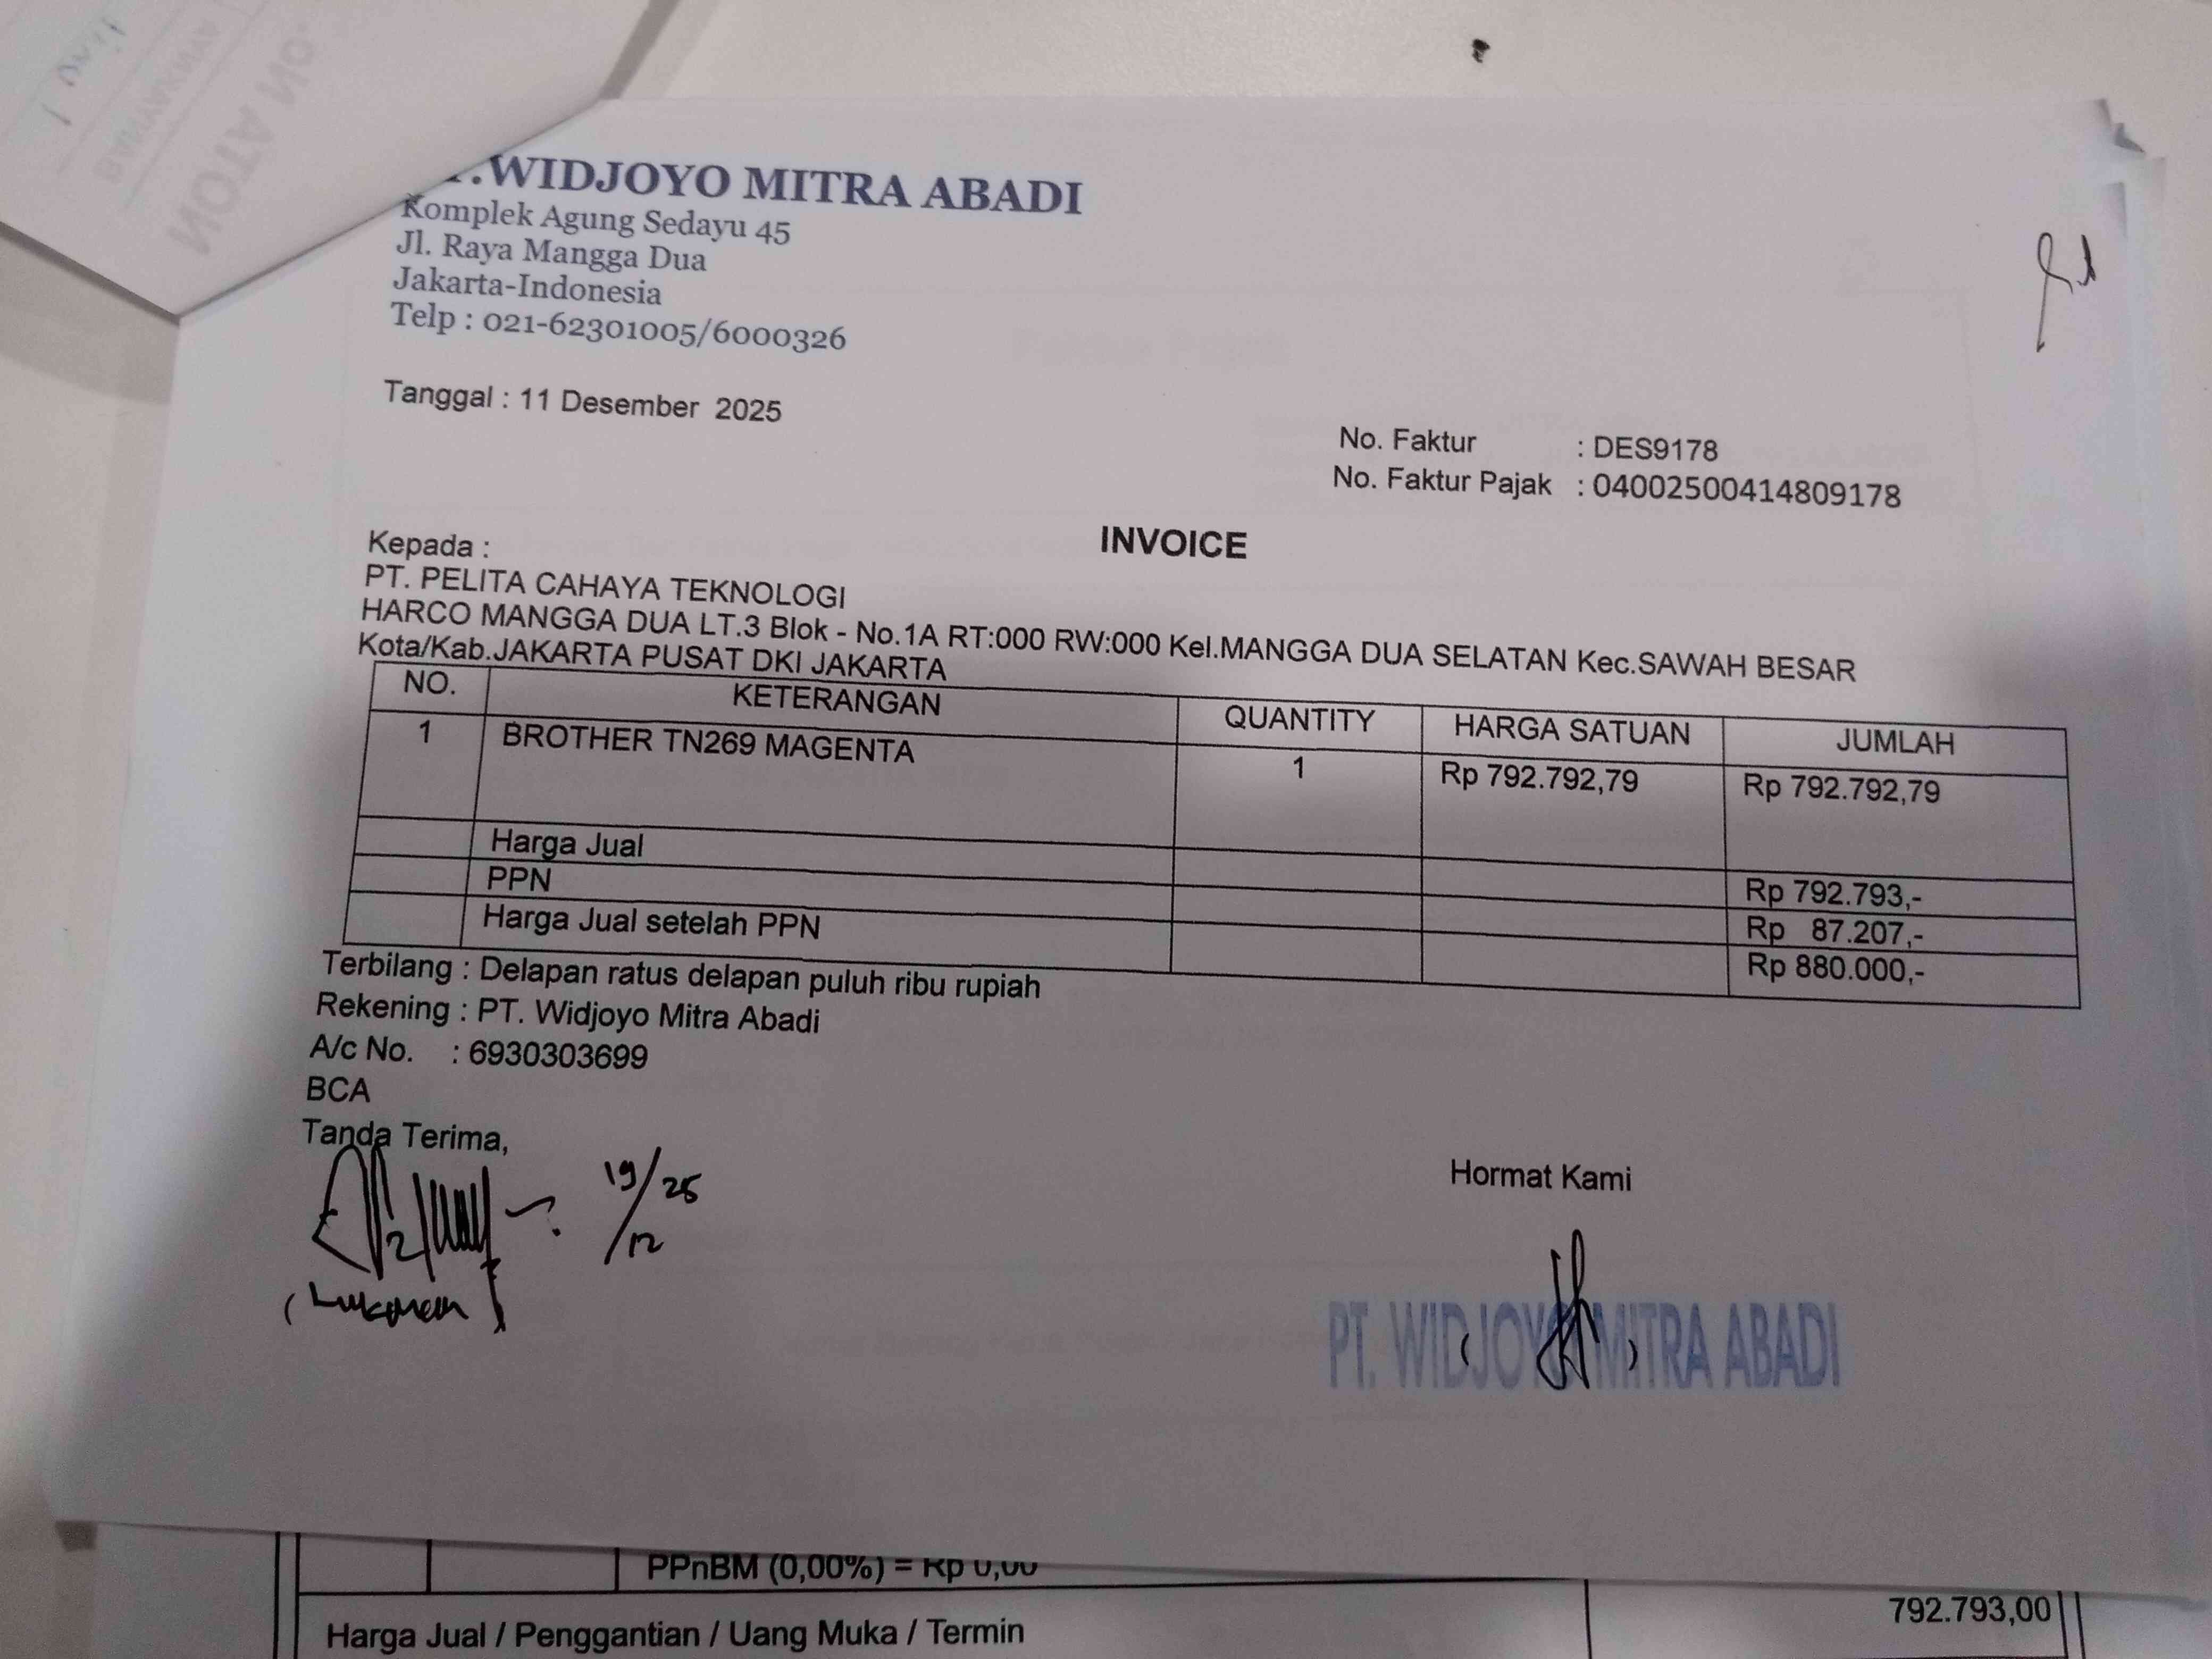 .WIDJOYO MITRA ABADI
Komplek Agung Sedayu 45
Jl. Raya Mangga Dua
Jakarta-Indonesia
Telp : 021-62301005/6000326
Tanggal : 11 Desember 2025
No. Faktur : DES9178
No. Faktur Pajak : 04002500414809178
INVOICE
Kepada :
PT. PELITA CAHAYA TEKNOLOGI
HARCO MANGGA DUA LT.3 Blok - No.1A RT:000 RW:000 Kel.MANGGA DUA SELATAN Kec.SAWAH BESAR
Kota/Kab.JAKARTA PUSAT DKI JAKARTA
NO. KETERANGAN QUANTITY HARGA SATUAN JUMLAH
1 BROTHER TN269 MAGENTA 1 Rp 792.792,79 Rp 792.792,79
Harga Jual Rp 792.793,-
PPN Rp 87.207,-
Harga Jual setelah PPN Rp 880.000,-
Terbilang : Delapan ratus delapan puluh ribu rupiah
Rekening : PT. Widjoyo Mitra Abadi
A/c No. : 6930303699
BCA
Tanda Terima,
19/12 25
Hormat Kami
PT. WIDJOYO MITRA ABADI
PPnBM (0,00%) = Rp 0,00
Harga Jual / Penggantian / Uang Muka / Termin 792.793,00
NOTA NO.
BANYAKNYA